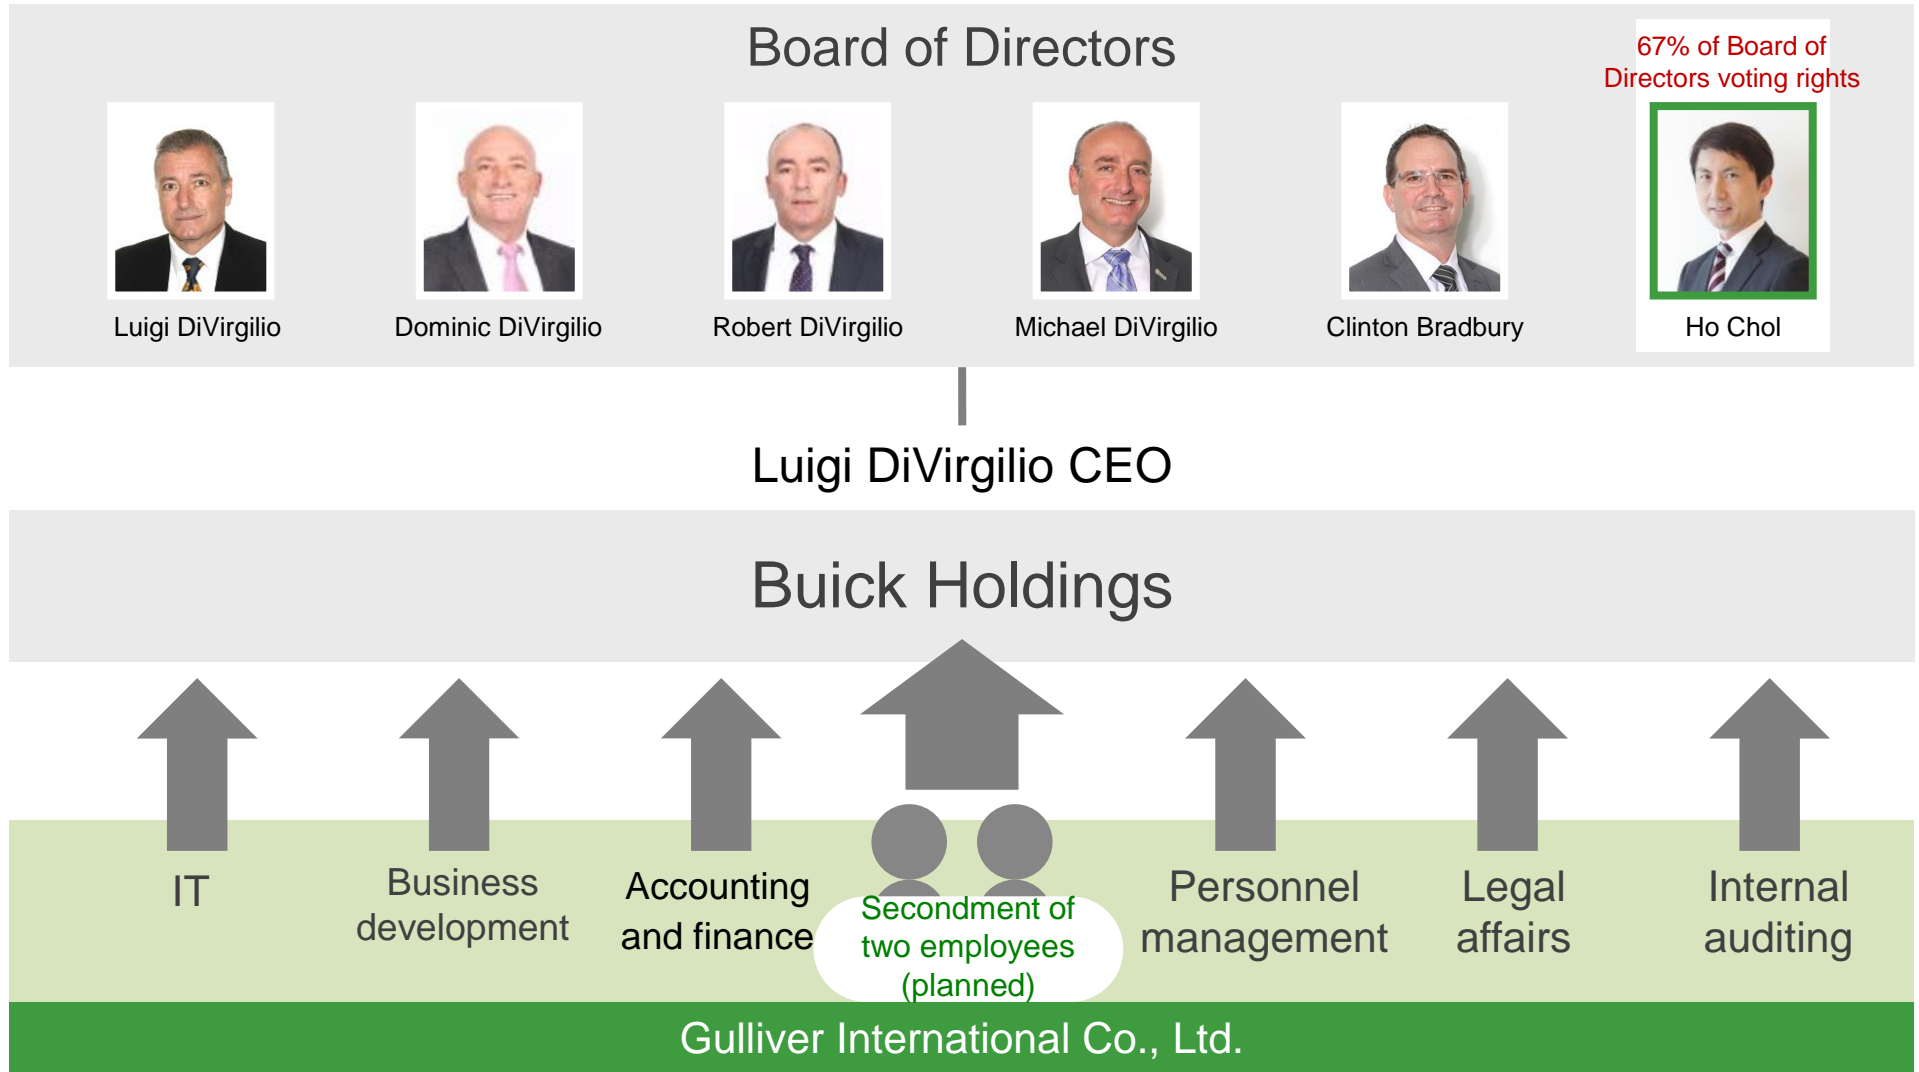 Board of Directors
67% of Board of
Directors voting rights
Luigi DiVirgilio
Dominic DiVirgilio
Robert DiVirgilio
Michael DiVirgilio
Clinton Bradbury
Ho Chol
Luigi DiVirgilio CEO
Buick Holdings
IT
Business
development
Accounting
and finance
Secondment of
two employees
(planned)
Personnel
management
Legal
affairs
Internal
auditing
Gulliver International Co., Ltd.